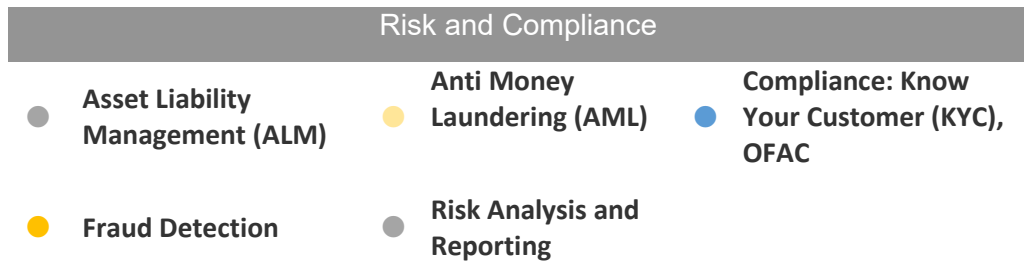 Risk and Compliance
Asset Liability
Management (ALM)
Anti Money
Laundering (AML)
Compliance: Know
Your Customer (KYC),
OFAC
Fraud Detection
Risk Analysis and
Reporting